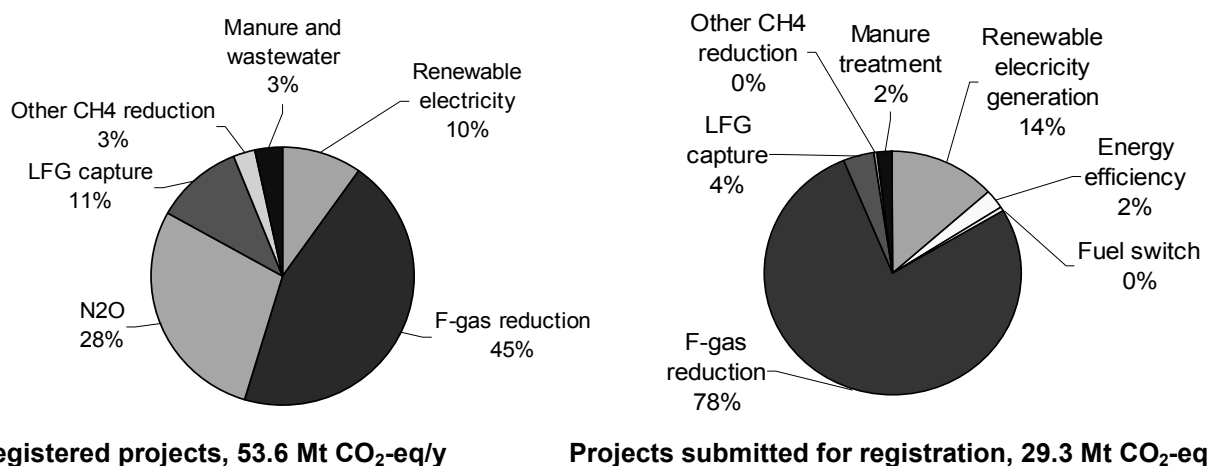 Manure and
wastewater
3%
Renewable
electricity
10%
Other CH4 reduction
3%
LFG capture
11%
N2O
28%
F-gas reduction
45%
egistered projects, 53.6 Mt CO₂-eq/y
Other CH4
reduction
0%
Manure
treatment
2%
Renewable
elecricity
generation
14%
LFG
capture
4%
Energy
efficiency
2%
Fuel switch
0%
F-gas
reduction
78%
Projects submitted for registration, 29.3 Mt CO₂-eq